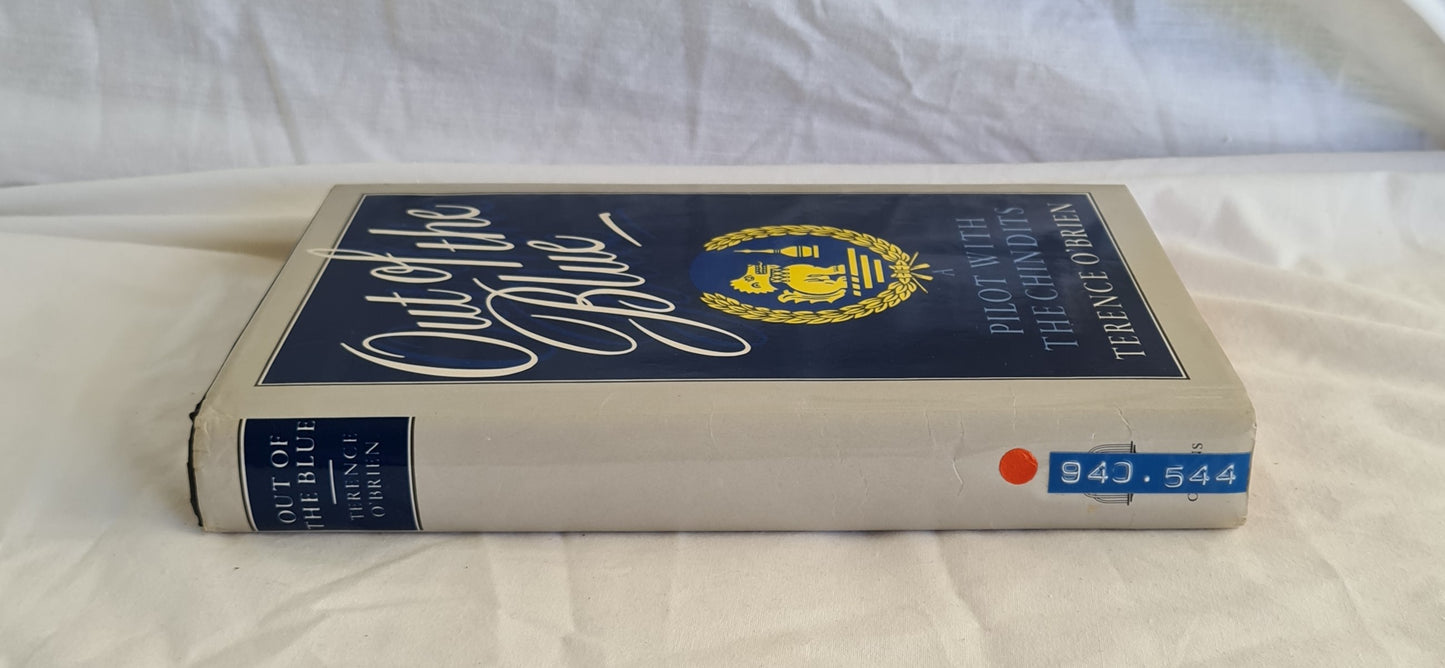 Out of the
Blue
A
PILOT WITH
THE CHINDITS
TERENCE O'BRIEN
OUT OF
THE BLUE
TERENCE
O'BRIEN
940.544